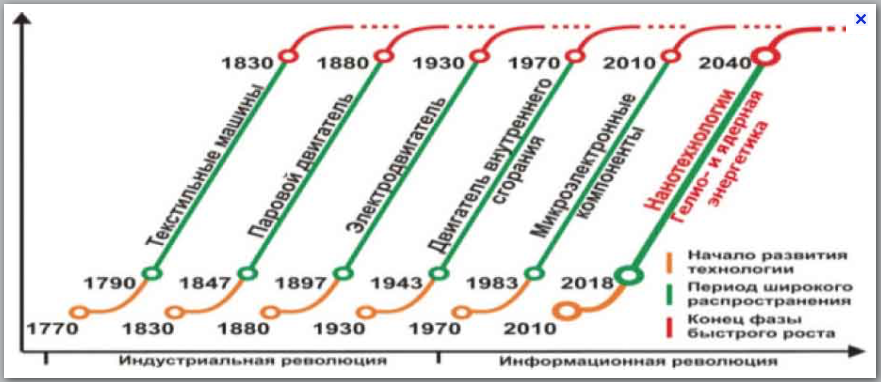 1830
1880
1930
1970
2010
2040
Текстильные машины
Паровой двигатель
Электродвигатель
Двигатель внутреннего
сгорания
Микроэлектронные
компоненты
Нанотехнологии
Гелио- и ядерная
энергетика
1790
1847
1897
1943
1983
2018
1770
1830
1880
1930
1970
2010
Начало развития
технологии
Период широкого
распространения
Конец фазы
быстрого роста
Индустриальная революция
Информационная революция